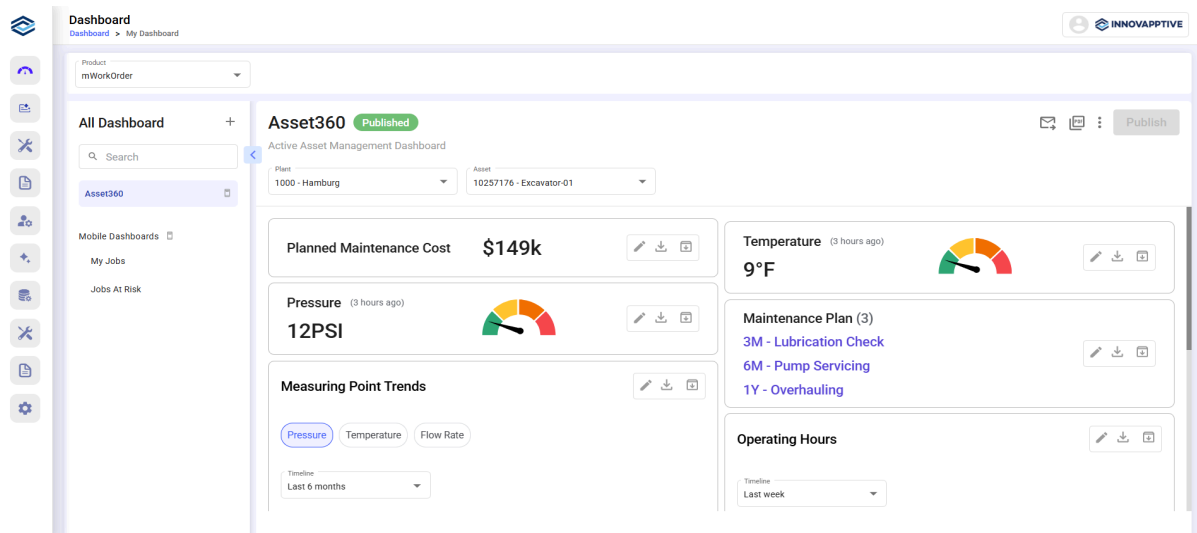 Dashboard
Dashboard > My Dashboard
INNOVAPPTIVE
Product
mWorkOrder
All Dashboard +
Search
Asset360
Mobile Dashboards
My Jobs
Jobs At Risk
Asset360 Published
PDF
Publish
Active Asset Management Dashboard
Plant
1000 - Hamburg
Asset
10257176 - Excavator-01
Planned Maintenance Cost $149k
Pressure (3 hours ago)
12PSI
Measuring Point Trends
Pressure Temperature Flow Rate
Timeline
Last 6 months
Temperature (3 hours ago)
9°F
Maintenance Plan (3)
3M - Lubrication Check
6M - Pump Servicing
1Y - Overhauling
Operating Hours
Timeline
Last week